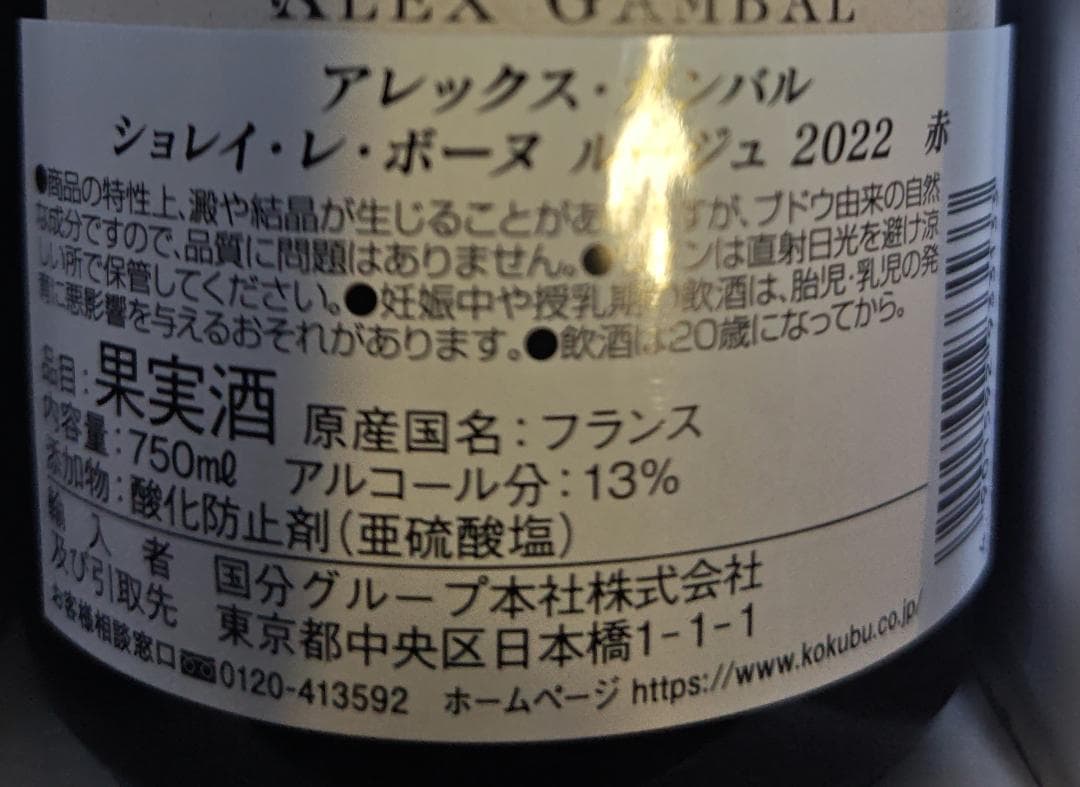 ALEX GAMBAL
アレックス・ンバル
ショレイ・レ・ボーヌ ルジュ 2022 赤
●商品の特性上、澱や結晶が生じることがあすが、ブドウ由来の自然
な成分ですので、品質に問題はありません。●ンは直射日光を避け涼
しい所で保管してください。●妊娠中や授乳期の飲酒は、胎児・乳児の発
育に悪影響を与えるおそれがあります。●飲酒は20歳になってから。
品目:果実酒 原産国名:フランス
内容量:750mℓ アルコール分:13%
添加物:酸化防止剤(亜硫酸塩)
輸入者 国分グループ本社株式会社
及び引取先 東京都中央区日本橋1-1-1
お客様相談窓口 0120-413592 ホームページ https://www.kokubu.co.jp/